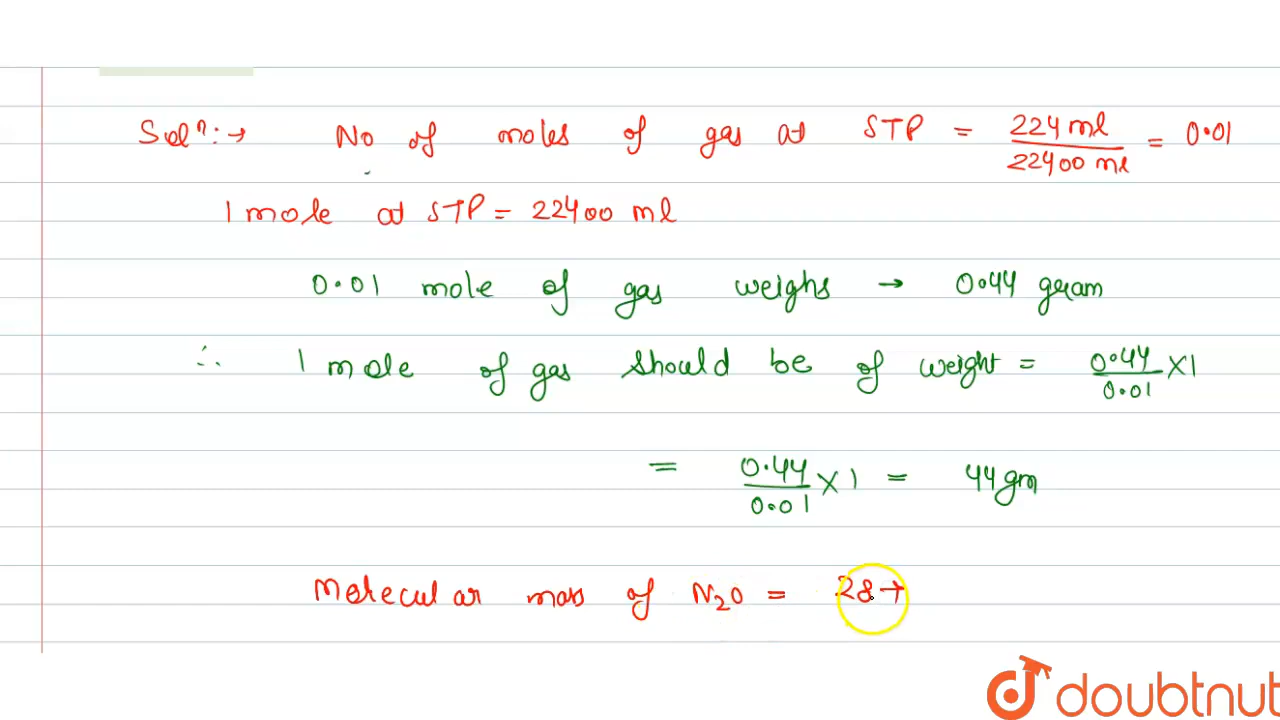 Solⁿ:→ No of moles of gas at STP = 224 ml / 22400 ml = 0.01
1 mole at STP = 22400 ml
0.01 mole of gas weighs → 0.44 gram
∴ 1 mole of gas should be of weight = 0.44 / 0.01 × 1
= 0.44 / 0.01 × 1 = 44 gm
Molecular mass of N₂O = 28+
doubtnut